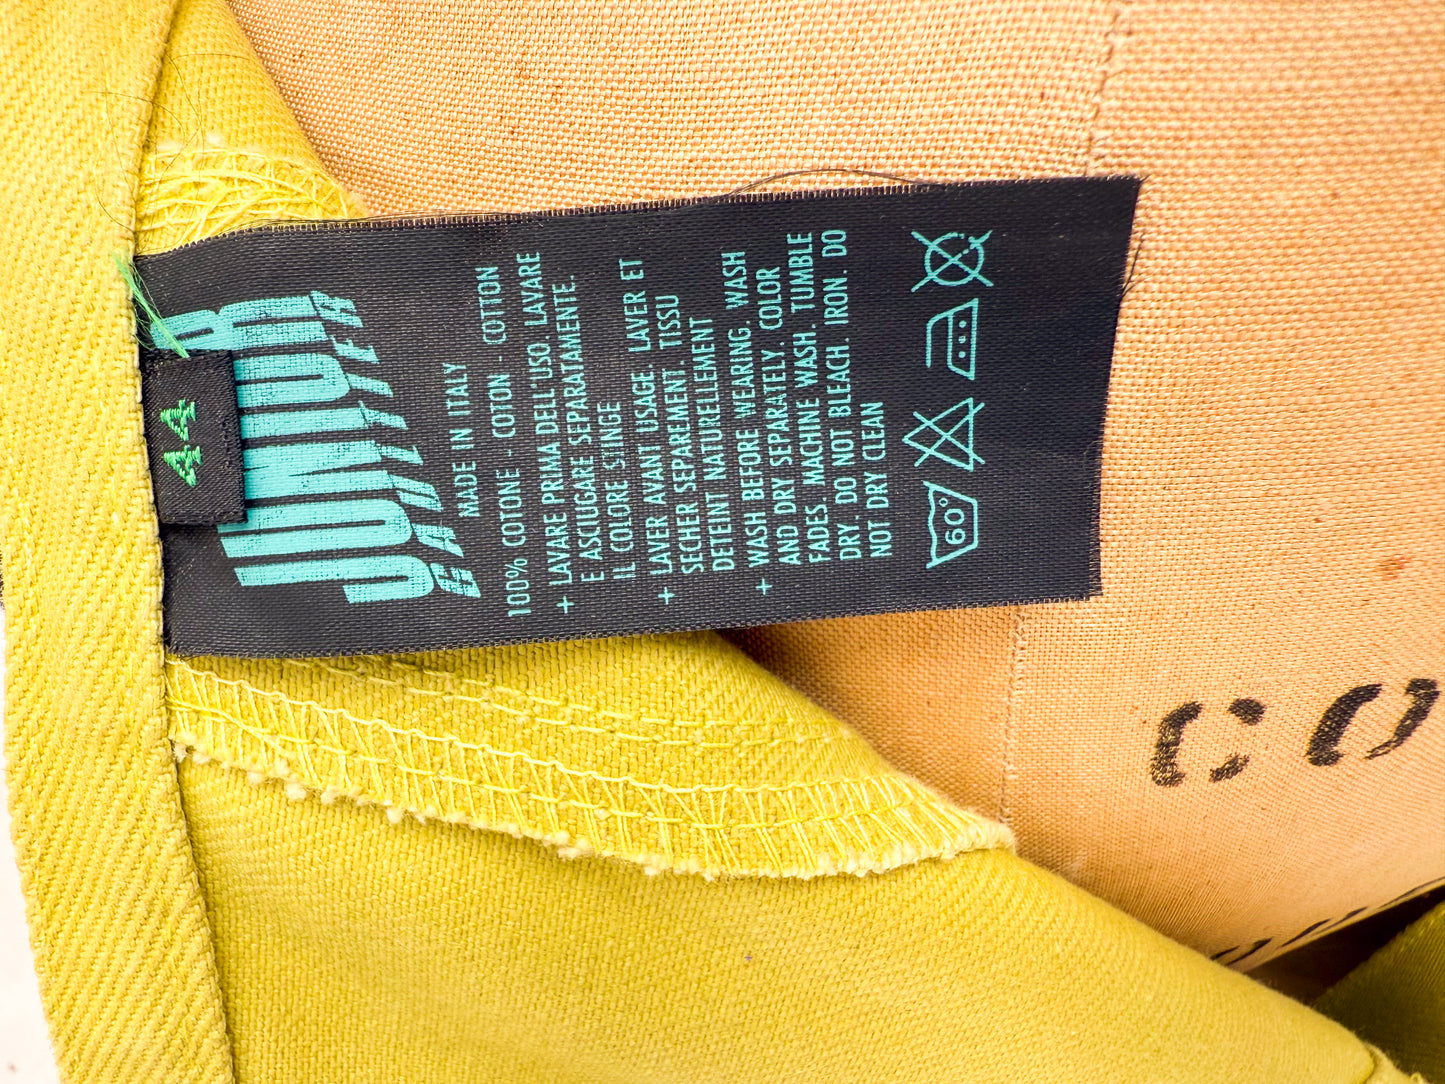 44
JUNIOR
GAULTIER
MADE IN ITALY
100% COTONE - COTON - COTTON
+ LAVARE PRIMA DELL'USO. LAVARE
E ASCIUGARE SEPARATAMENTE.
IL COLORE STINGE
+ LAVER AVANT USAGE. LAVER ET
SECHER SEPAREMENT. TISSU
DETEINT NATURELLEMENT
+ WASH BEFORE WEARING. WASH
AND DRY SEPARATELY. COLOR
FADES. MACHINE WASH. TUMBLE
DRY. DO NOT BLEACH. IRON. DO
NOT DRY CLEAN
60°
CO